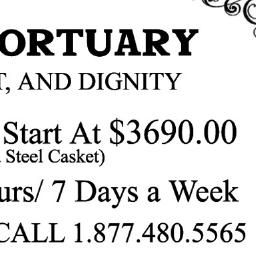 ORTUARY
, AND DIGNITY
Start At $3690.00
Steel Casket)
urs/ 7 Days a Week
CALL 1.877.480.5565